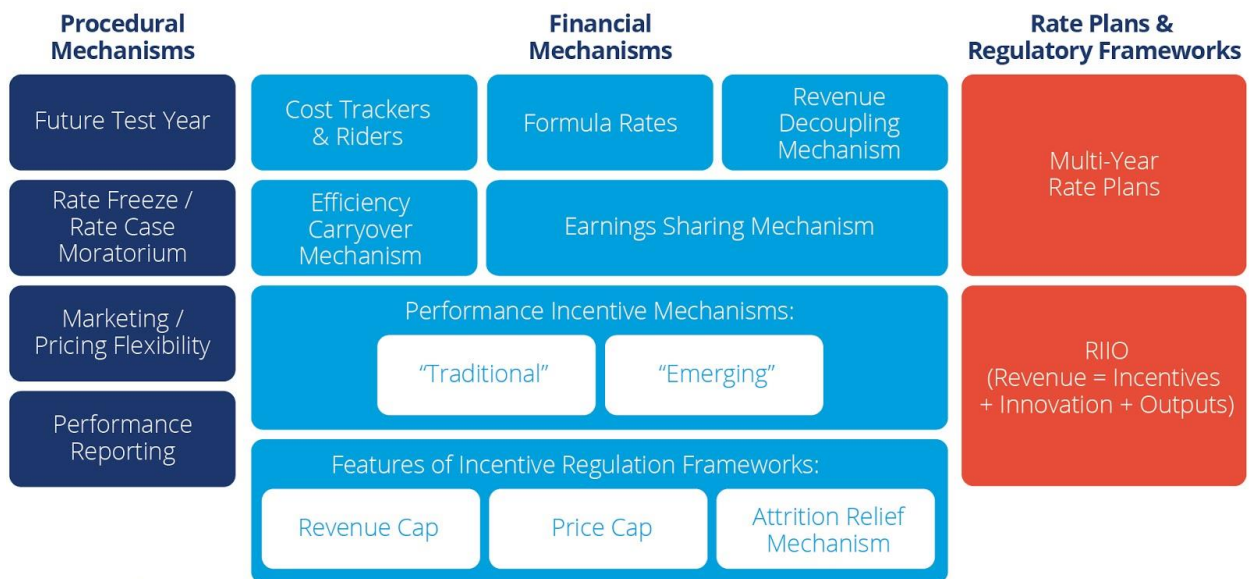 Procedural
Mechanisms
Future Test Year
Rate Freeze /
Rate Case
Moratorium
Marketing /
Pricing Flexibility
Performance
Reporting
Financial
Mechanisms
Cost Trackers
& Riders
Formula Rates
Revenue
Decoupling
Mechanism
Efficiency
Carryover
Mechanism
Earnings Sharing Mechanism
Performance Incentive Mechanisms:
“Traditional”
“Emerging”
Features of Incentive Regulation Frameworks:
Revenue Cap
Price Cap
Attrition Relief
Mechanism
Rate Plans &
Regulatory Frameworks
Multi-Year
Rate Plans
RIIO
(Revenue = Incentives
+ Innovation + Outputs)